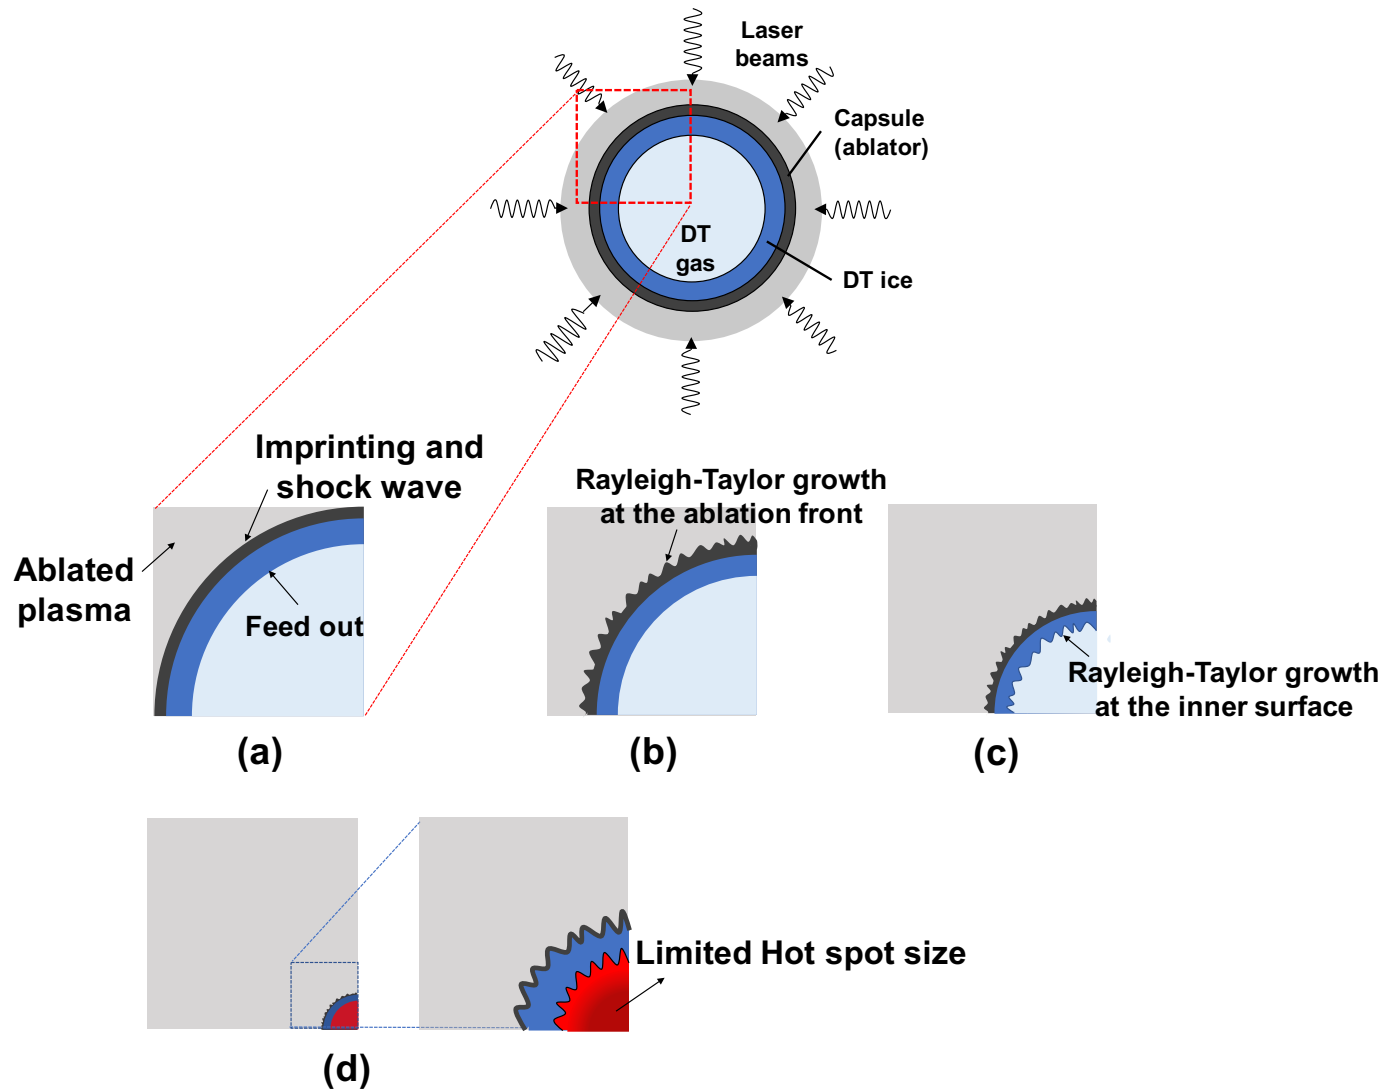 Laser
beams
Capsule
(ablator)
DT
gas
DT ice
Imprinting and
shock wave
Ablated
plasma
Feed out
(a)
Rayleigh-Taylor growth
at the ablation front
(b)
Rayleigh-Taylor growth
at the inner surface
(c)
Limited Hot spot size
(d)